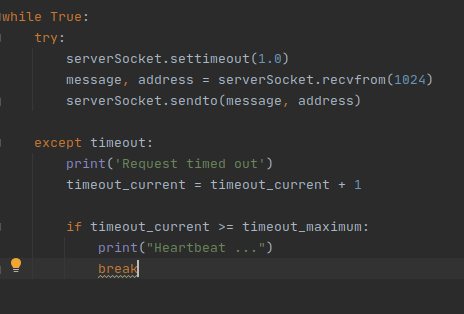 while True:
    try:
        serverSocket.settimeout(1.0)
        message, address = serverSocket.recvfrom(1024)
        serverSocket.sendto(message, address)
    except timeout:
        print('Request timed out')
        timeout_current = timeout_current + 1
        if timeout_current >= timeout_maximum:
            print("Heartbeat ...")
            break